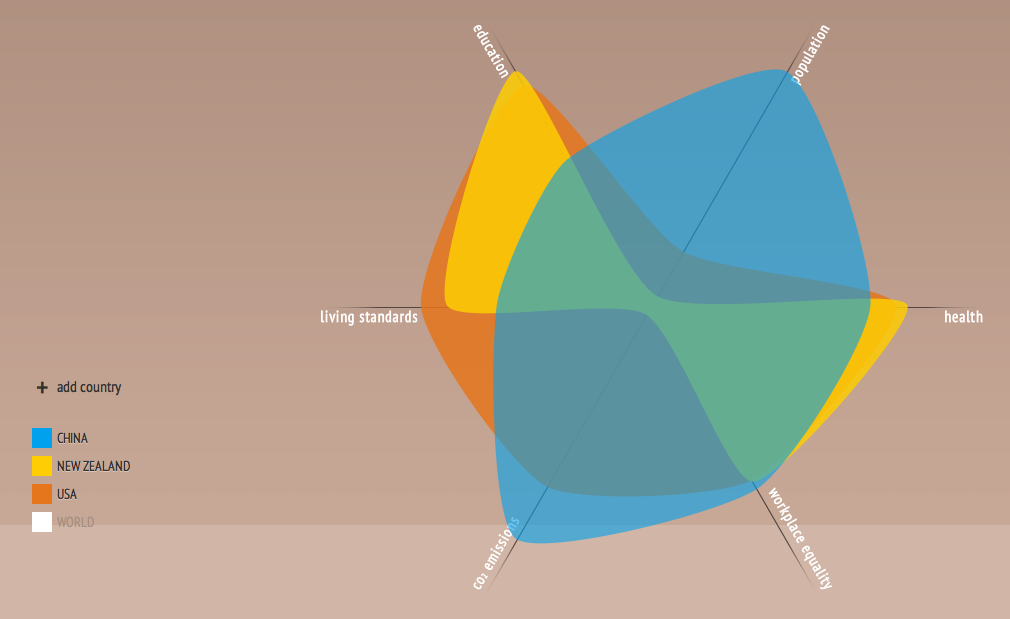 education
population
living standards
health
+ add country
CHINA
NEW ZEALAND
USA
WORLD
co₂ emissions
workplace equality